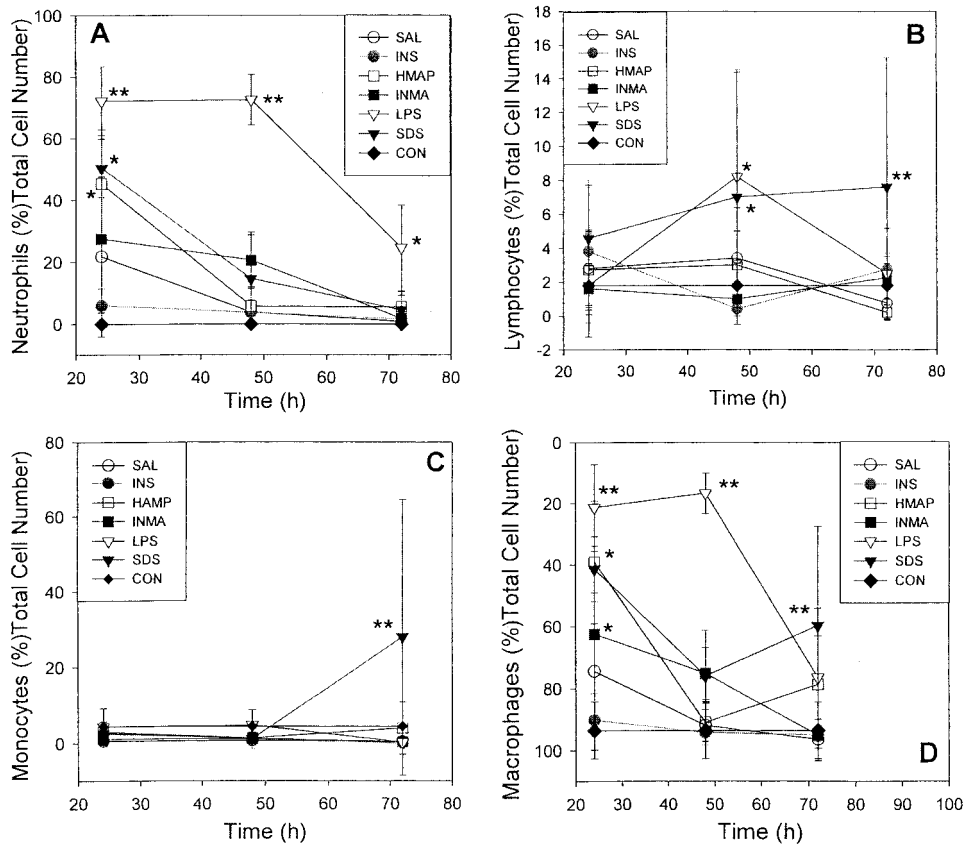 A
Neutrophils (%)Total Cell Number)
100
80
60
40
20
0
SAL
INS
HMAP
INMA
LPS
SDS
CON
**
**
*
*
*
20 30 40 50 60 70 80
Time (h)
B
Lymphocytes (%)Total Cell Number)
18
16
14
12
10
8
6
4
2
0
-2
SAL
INS
HMAP
INMA
LPS
SDS
CON
*
*
**
20 30 40 50 60 70 80
Time (h)
C
Monocytes (%)Total Cell Number)
80
60
40
20
0
SAL
INS
HAMP
INMA
LPS
SDS
CON
**
20 30 40 50 60 70 80
Time (h)
D
Macrophages (%)Total Cell Number)
0
20
40
60
80
100
SAL
INS
HMAP
INMA
LPS
SDS
CON
**
**
*
*
**
20 30 40 50 60 70 80 90 100
Time (h)